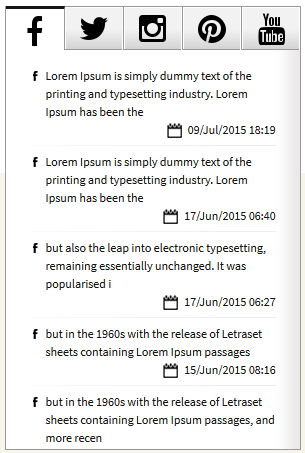 You
Tube
Lorem Ipsum is simply dummy text of the
printing and typesetting industry. Lorem
Ipsum has been the
09/Jul/2015 18:19
Lorem Ipsum is simply dummy text of the
printing and typesetting industry. Lorem
Ipsum has been the
17/Jun/2015 06:40
but also the leap into electronic typesetting,
remaining essentially unchanged. It was
popularised i
17/Jun/2015 06:27
but in the 1960s with the release of Letraset
sheets containing Lorem Ipsum passages
15/Jun/2015 08:16
but in the 1960s with the release of Letraset
sheets containing Lorem Ipsum passages, and
more recen